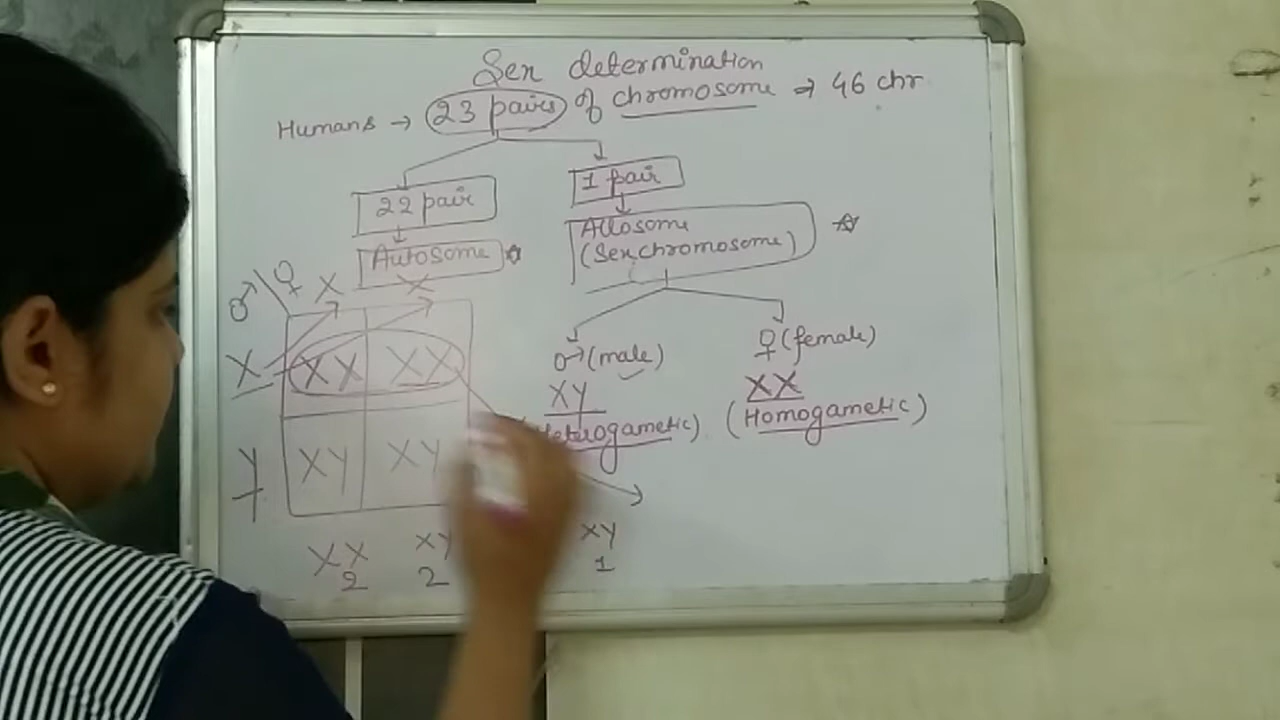 Sex determination
Humans → 23 pairs of chromosome ⇒ 46 chr
22 pair
1 pair
Autosome
Allosome
(Sex chromosome)
♂ ♀ X X
X XX XX
Y XY XY
♂ (male)
XY
(Heterogametic)
♀ (female)
XX
(Homogametic)
XX XY XY
2 2 1